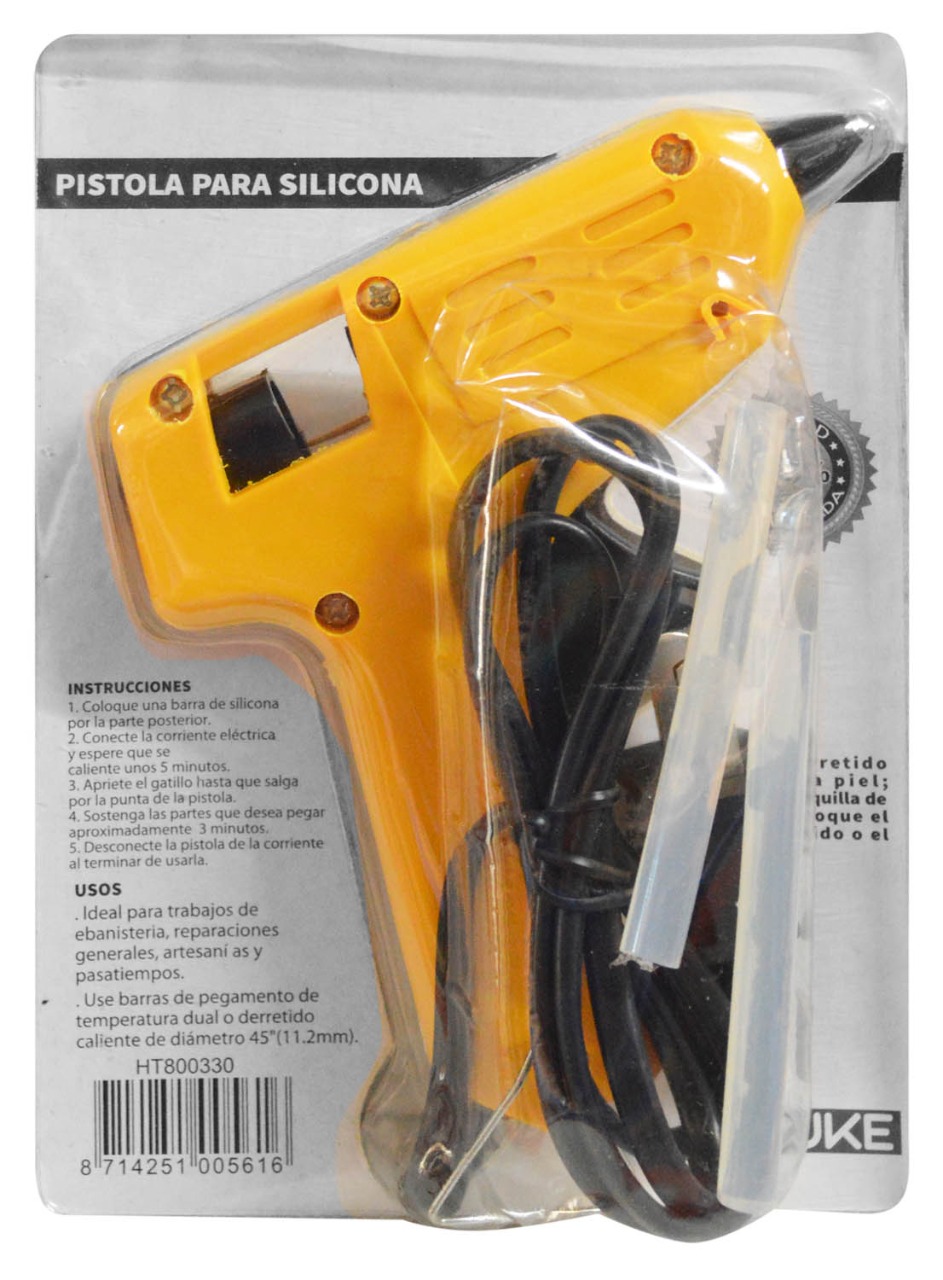 PISTOLA PARA SILICONA
INSTRUCCIONES
1. Coloque una barra de silicona
por la parte posterior.
2. Conecte la corriente eléctrica
y espere que se
caliente unos 5 minutos.
3. Apriete el gatillo hasta que salga
por la punta de la pistola.
4. Sostenga las partes que desea pegar
aproximadamente 3 minutos.
5. Desconecte la pistola de la corriente
al terminar de usarla.
USOS
. Ideal para trabajos de
ebanisteria, reparaciones
generales, artesaní as y
pasatiempos.
. Use barras de pegamento de
temperatura dual o derretido
caliente de diámetro 45"(11.2mm).
HT800330
8 714251 005616
retido
piel;
quilla de
oque el
do o el
UKE